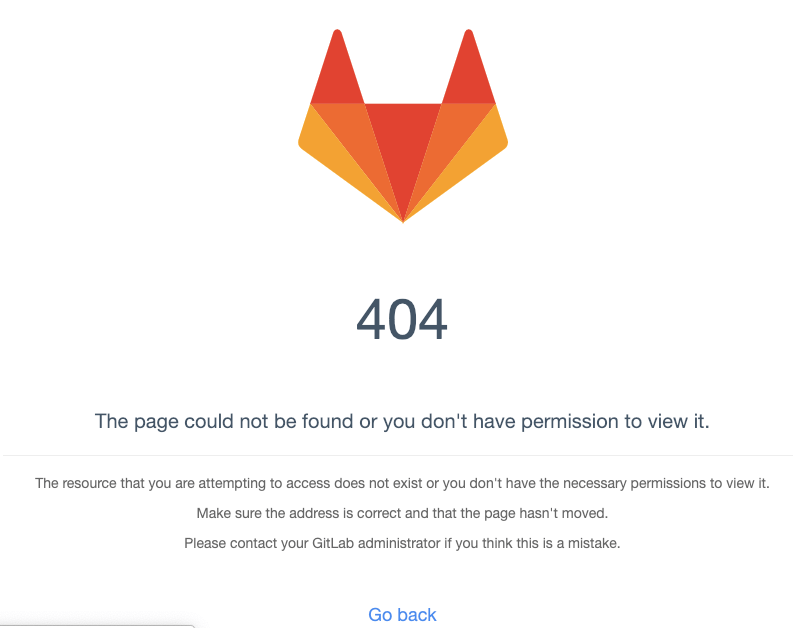 404
The page could not be found or you don't have permission to view it.
The resource that you are attempting to access does not exist or you don't have the necessary permissions to view it.
Make sure the address is correct and that the page hasn't moved.
Please contact your GitLab administrator if you think this is a mistake.
Go back